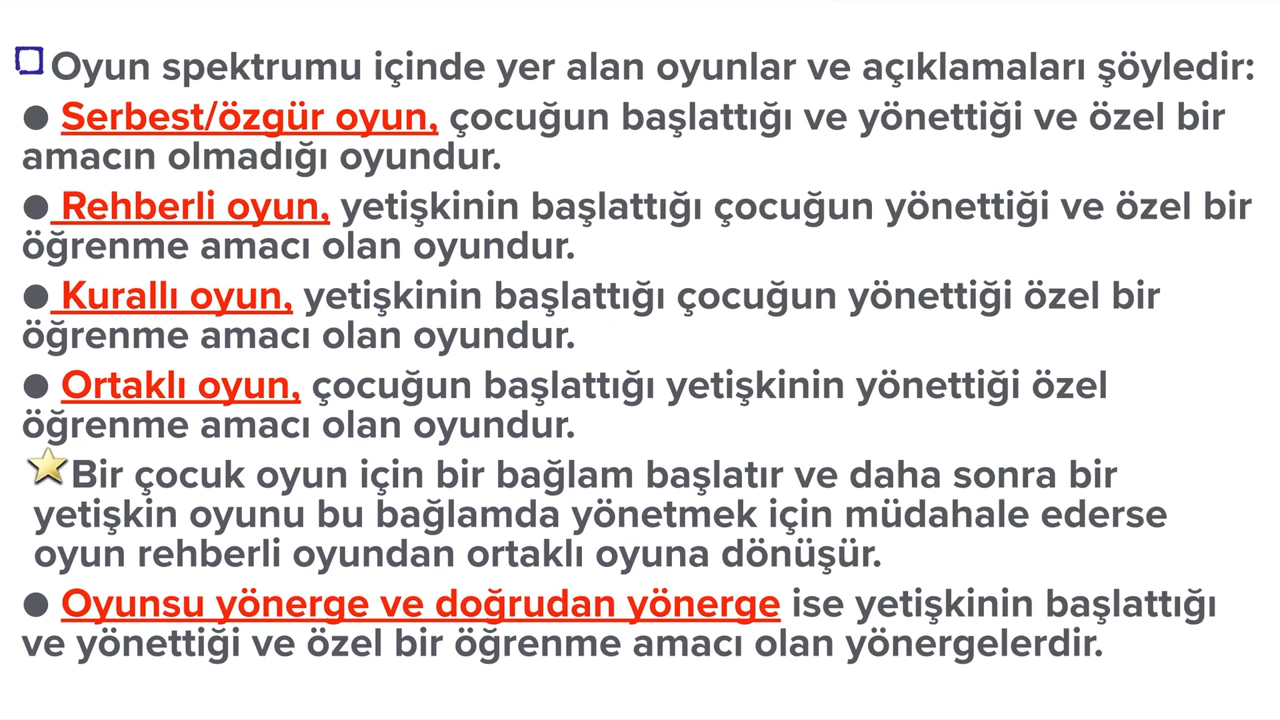 Oyun spektrumu içinde yer alan oyunlar ve açıklamaları şöyledir:
● Serbest/özgür oyun, çocuğun başlattığı ve yönettiği ve özel bir
amacın olmadığı oyundur.
● Rehberli oyun, yetişkinin başlattığı çocuğun yönettiği ve özel bir
öğrenme amacı olan oyundur.
● Kurallı oyun, yetişkinin başlattığı çocuğun yönettiği özel bir
öğrenme amacı olan oyundur.
● Ortaklı oyun, çocuğun başlattığı yetişkinin yönettiği özel
öğrenme amacı olan oyundur.
Bir çocuk oyun için bir bağlam başlatır ve daha sonra bir
yetişkin oyunu bu bağlamda yönetmek için müdahale ederse
oyun rehberli oyundan ortaklı oyuna dönüşür.
● Oyunsu yönerge ve doğrudan yönerge ise yetişkinin başlattığı
ve yönettiği ve özel bir öğrenme amacı olan yönergelerdir.